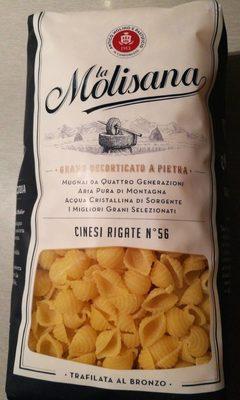 1912
la
Molisana
GRANO DECORTICATO A PIETRA
MUGNAI DA QUATTRO GENERAZIONI
ARIA PURA DI MONTAGNA
ACQUA CRISTALLINA DI SORGENTE
I MIGLIORI GRANI SELEZIONATI
CINESI RIGATE N°56
TRAFILATA AL BRONZO